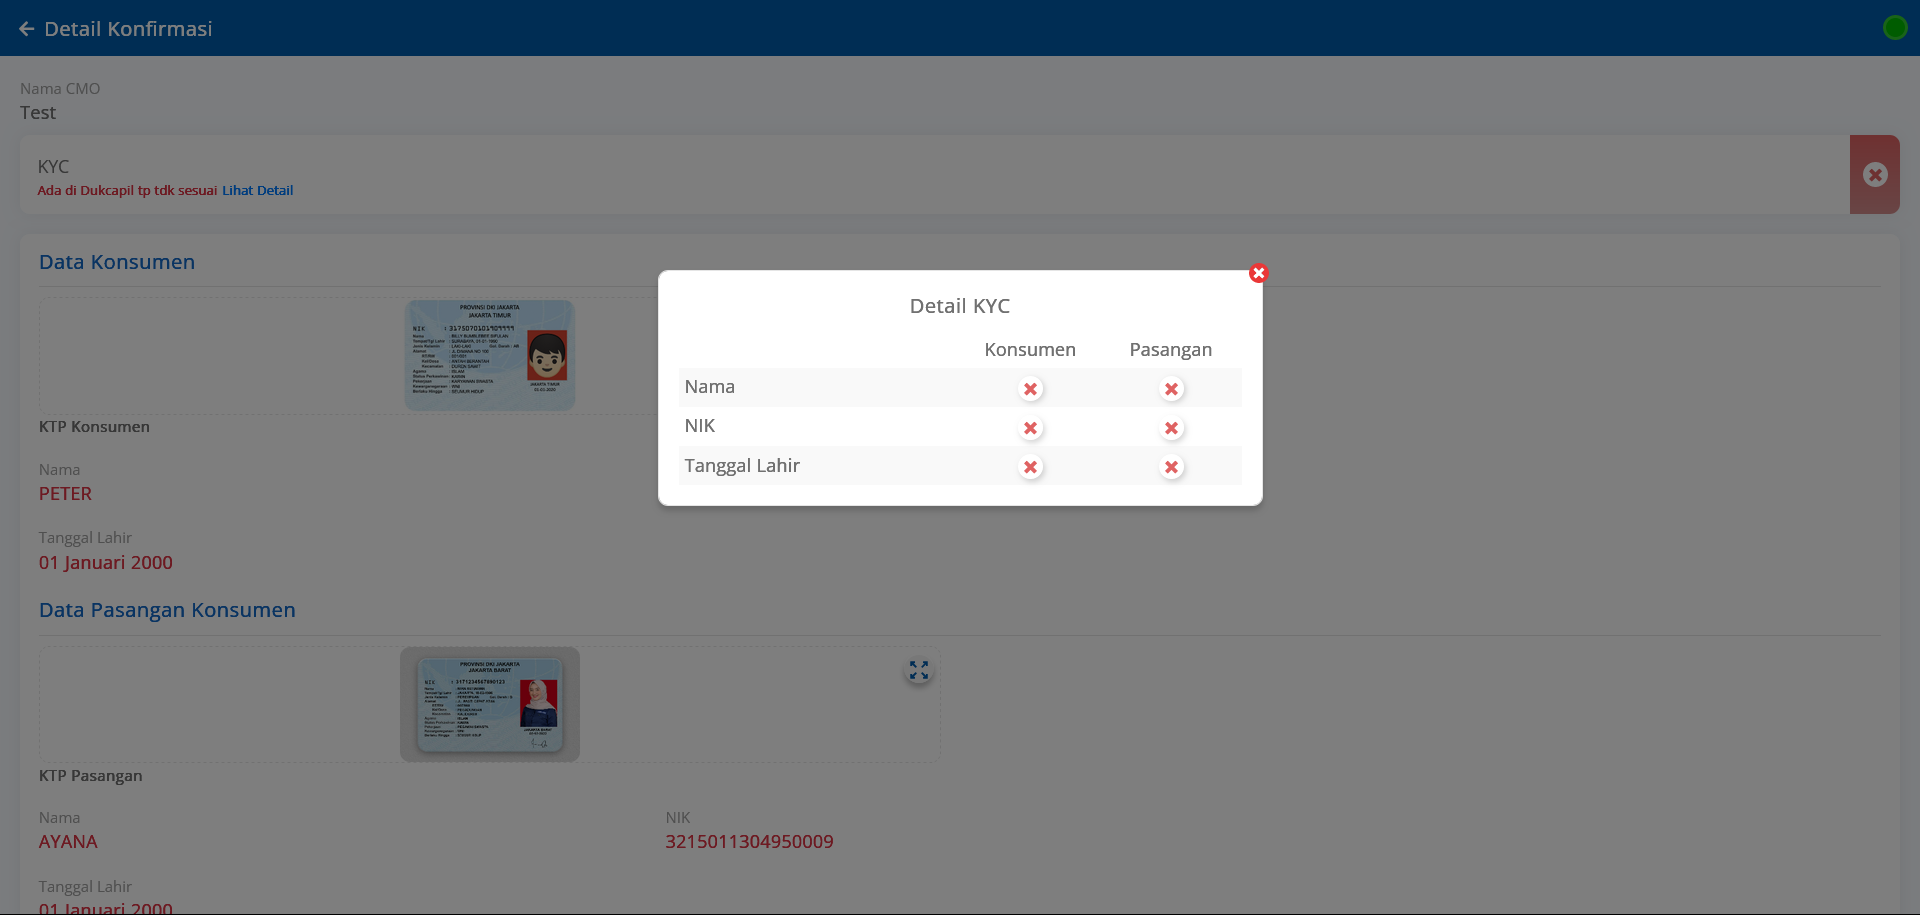 Detail Konfirmasi
Nama CMO
Test
KYC
Ada di Dukcapil tp tdk sesuai Lihat Detail
Data Konsumen
PROVINSI DKI JAKARTA
JAKARTA TIMUR
KTP Konsumen
Nama
PETER
Tanggal Lahir
01 Januari 2000
Detail KYC
Konsumen Pasangan
Nama
NIK
Tanggal Lahir
Data Pasangan Konsumen
PROVINSI DKI JAKARTA
JAKARTA BARAT
NIK : 3171234567890123
KTP Pasangan
Nama
AYANA
NIK
3215011304950009
Tanggal Lahir
01 Januari 2000